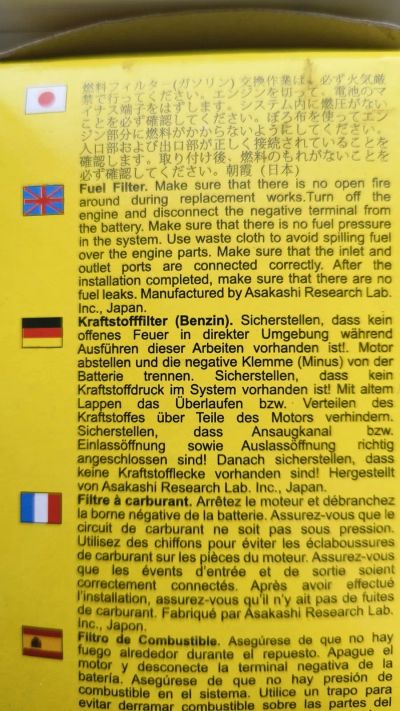 燃料フィルター(ガソリン) 交換作業は、必ず火気厳
禁で行ってください。エンジンを切って、電池のマ
イナス端子をはずします。システム内に燃圧がない
ことを必ず確認してください。ぼろ布を使ってエン
ジン部分に燃料がかからないようにしてください。
入口部および出口部が正しく接続されていることを
確認します。取り付け後、燃料のもれがないことを
必ず確認してください。朝霞 (日本)
Fuel Filter. Make sure that there is no open fire
around during replacement works.Turn off the
engine and disconnect the negative terminal from
the battery. Make sure that there is no fuel pressure
in the system. Use waste cloth to avoid spilling fuel
over the engine parts. Make sure that the inlet and
outlet ports are connected correctly. After the
installation completed, make sure that there are no
fuel leaks. Manufactured by Asakashi Research Lab.
Inc., Japan.
Kraftstofffilter (Benzin). Sicherstellen, dass kein
offenes Feuer in direkter Umgebung während
Ausführen dieser Arbeiten vorhanden ist!. Motor
abstellen und die negative Klemme (Minus) von der
Batterie trennen. Sicherstellen, dass kein
Kraftstoffdruck im System vorhanden ist! Mit altem
Lappen das Überlaufen bzw. Verteilen des
Kraftstoffes über Teile des Motors verhindern.
Sicherstellen, dass Ansaugkanal bzw.
Einlassöffnung sowie Auslassöffnung richtig
angeschlossen sind! Danach sicherstellen, dass
keine Kraftstofflecke vorhanden sind! Hergestellt
von Asakashi Research Lab. Inc., Japan.
Filtre à carburant. Arrêtez le moteur et débranchez
la borne négative de la batterie. Assurez-vous que le
circuit de carburant ne soit pas sous pression.
Utilisez des chiffons pour éviter les éclaboussures
de carburant sur les pièces du moteur. Assurez-vous
que les évents d'entrée et de sortie soient
correctement connectés. Après avoir effectué
l'installation, assurez-vous qu'il n'y ait pas de fuites
de carburant. Fabriqué par Asakashi Research Lab.
Inc., Japon.
Filtro de Combustible. Asegúrese de que no hay
fuego alrededor durante el repuesto. Apague el
motor y desconecte la terminal negativa de la
batería. Asegúrese de que no hay presión de
combustible en el sistema. Utilice un trapo para
evitar derramar combustible sobre las partes del